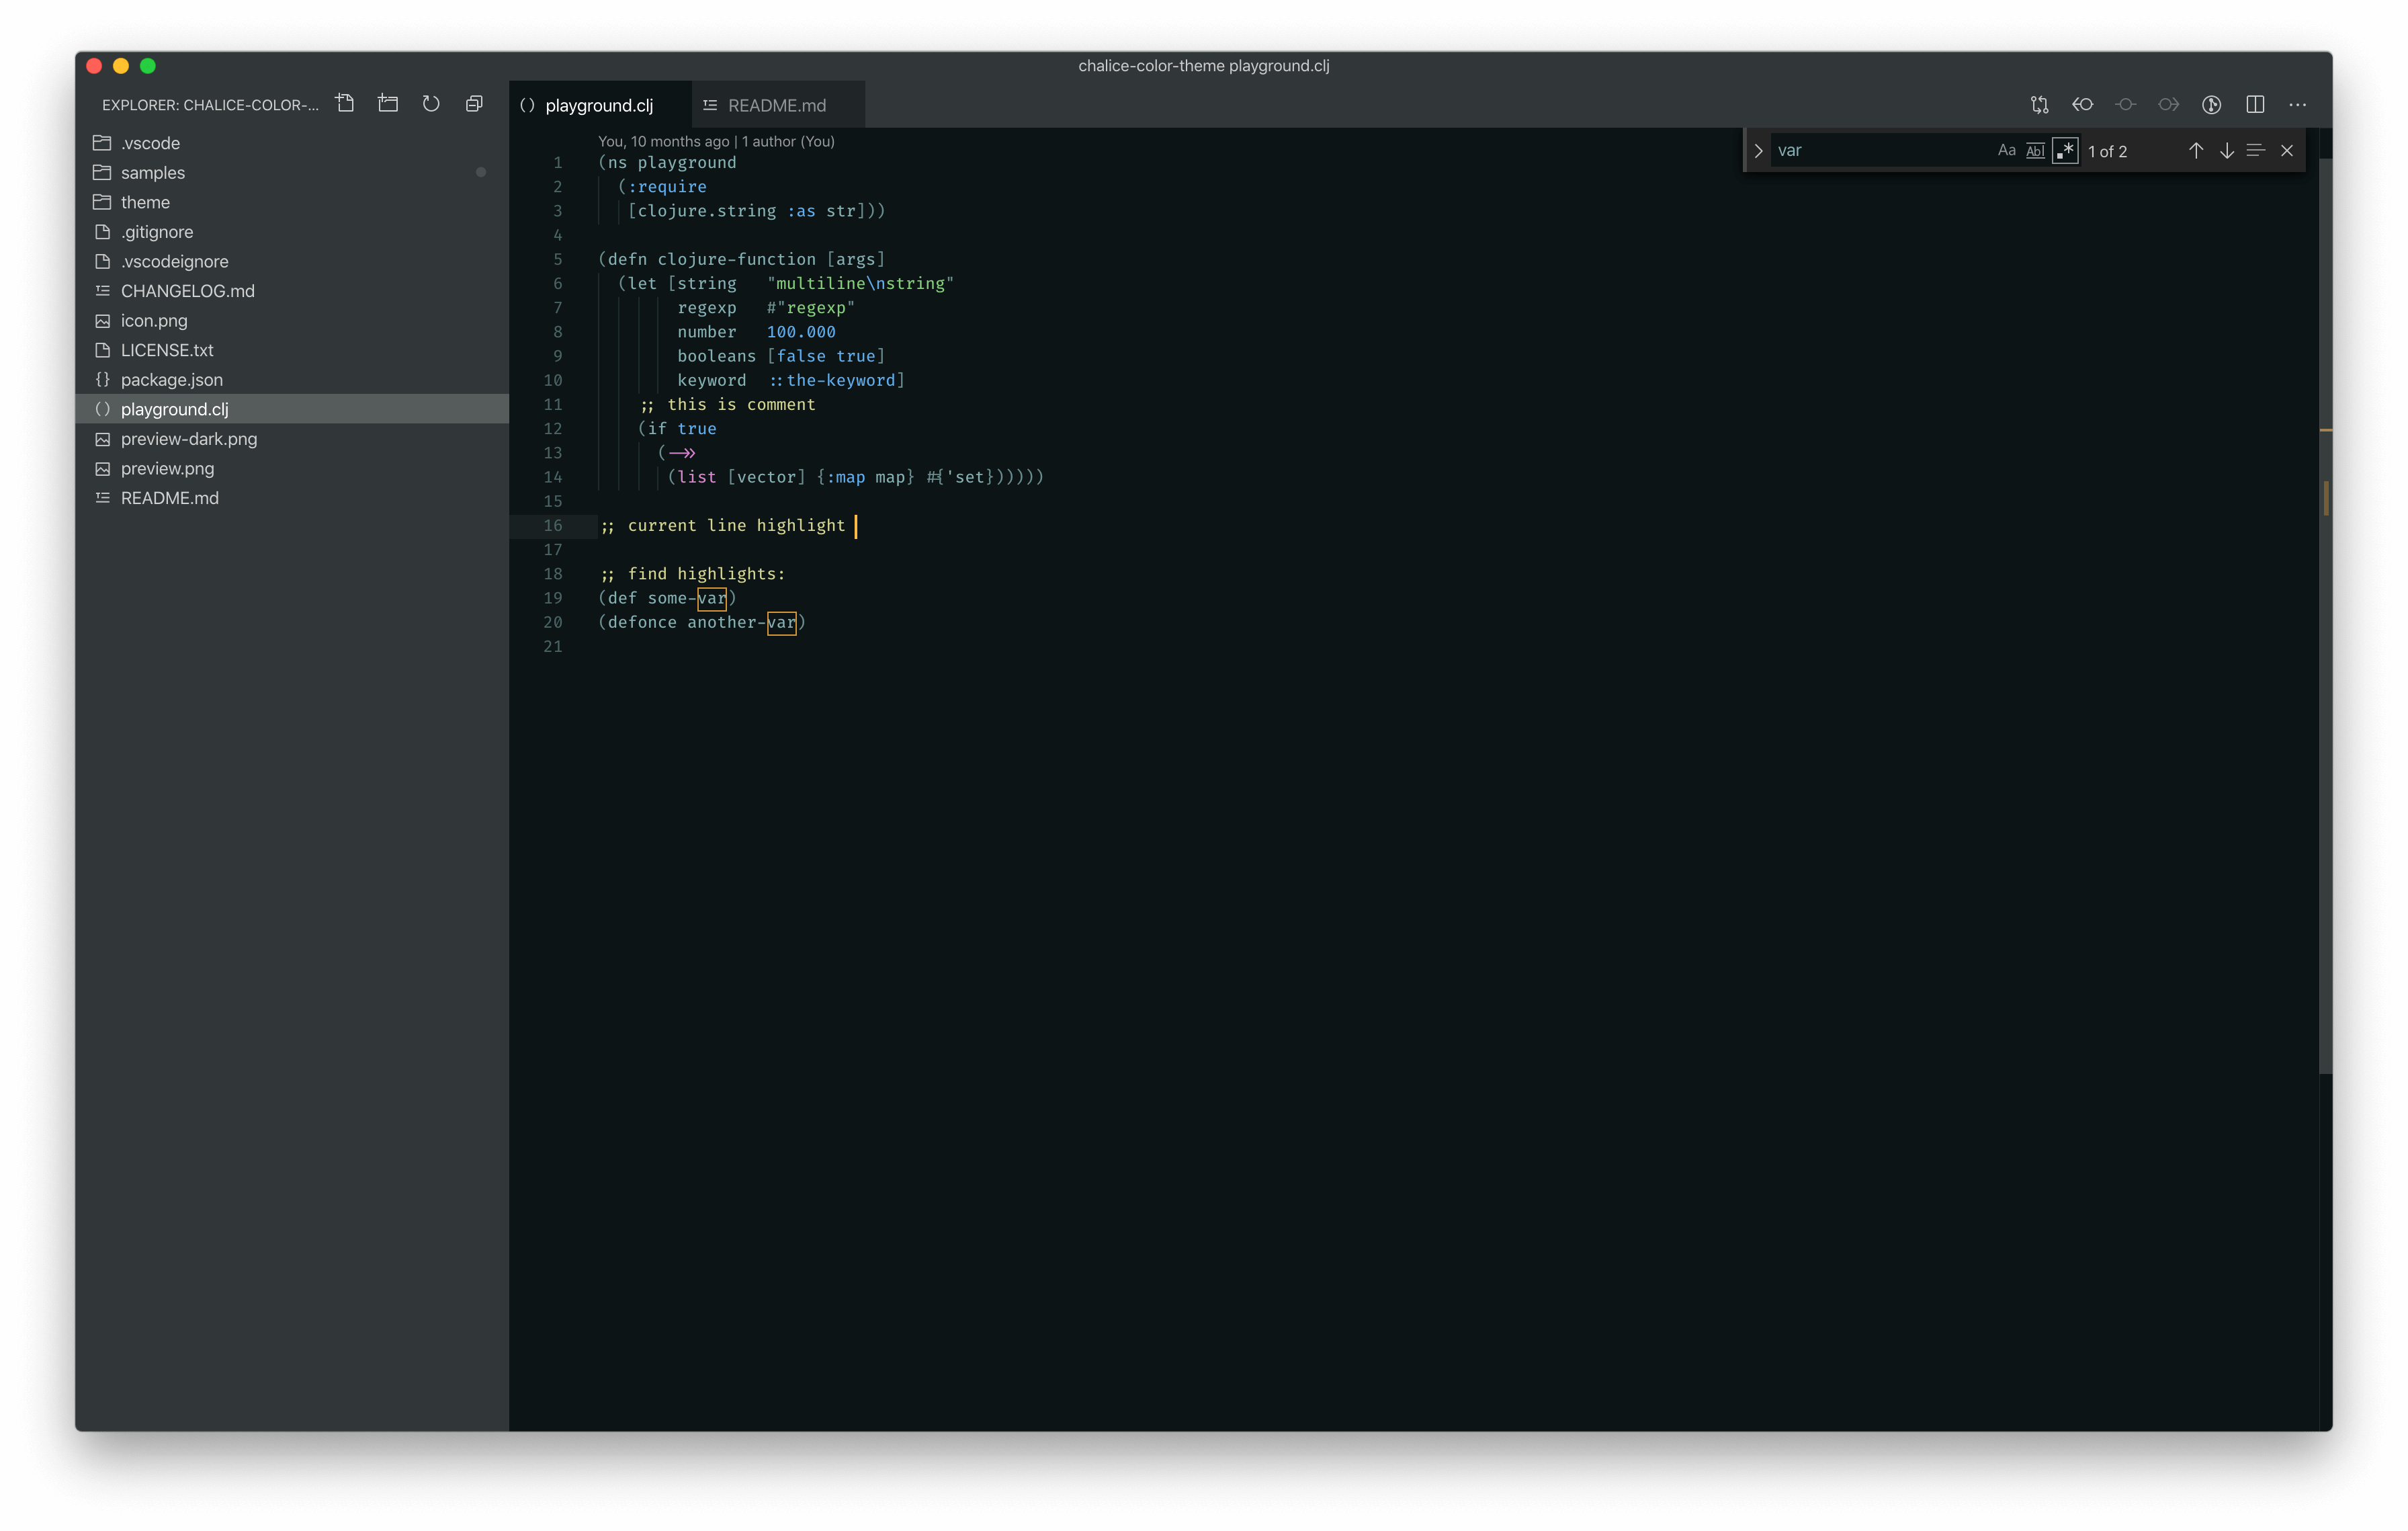 chalice-color-theme playground.clj
EXPLORER: CHALICE-COLOR-...
.vscode
samples
theme
.gitignore
.vscodeignore
CHANGELOG.md
icon.png
LICENSE.txt
package.json
playground.clj
preview-dark.png
preview.png
README.md
playground.clj
README.md
var
Aa
Abl
.*
1 of 2
You, 10 months ago | 1 author (You)
1 (ns playground
2 (:require
3 [clojure.string :as str]))
4
5 (defn clojure-function [args]
6 (let [string "multiline\nstring"
7 regexp #"regexp"
8 number 100.000
9 booleans [false true]
10 keyword ::the-keyword]
11 ;; this is comment
12 (if true
13 (->>
14 (list [vector] {:map map} #{'set})))))
15
16 ;; current line highlight
17
18 ;; find highlights:
19 (def some-var)
20 (defonce another-var)
21